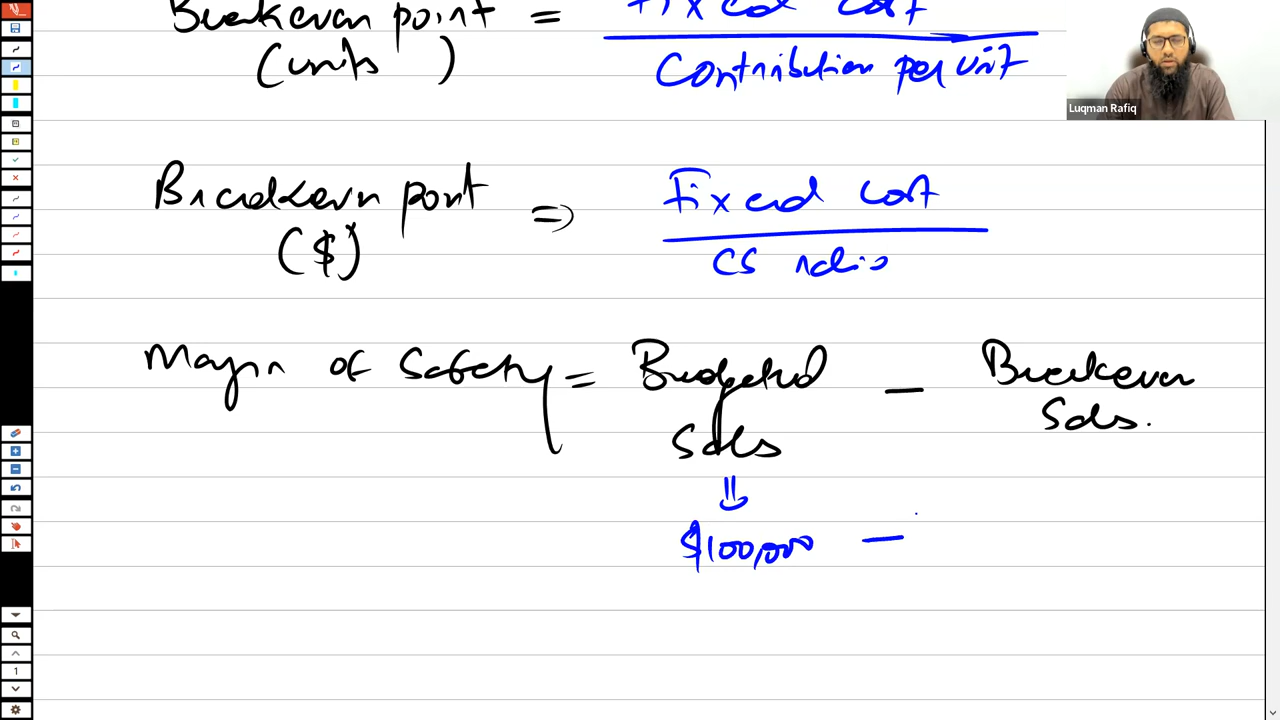 Breakeven point = Fixed cost
(units) Contribution per unit
Luqman Rafiq
Breakeven point => Fixed cost
($) CS ratio
Margin of Safety = Budgeted - Breakeven
Sales Sales.
$100,000 -
1